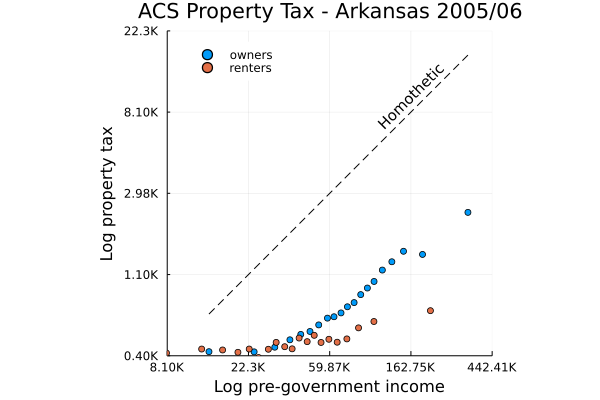 ACS Property Tax - Arkansas 2005/06
22.3K
8.10K
2.98K
1.10K
0.40K
Log property tax
owners
renters
Homothetic
8.10K 22.3K 59.87K 162.75K 442.41K
Log pre-government income